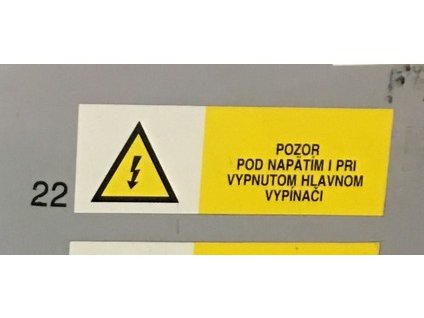 22
POZOR
POD NAPÄTÍM I PRI
VYPNUTOM HLAVNOM
VYPÍNAČI